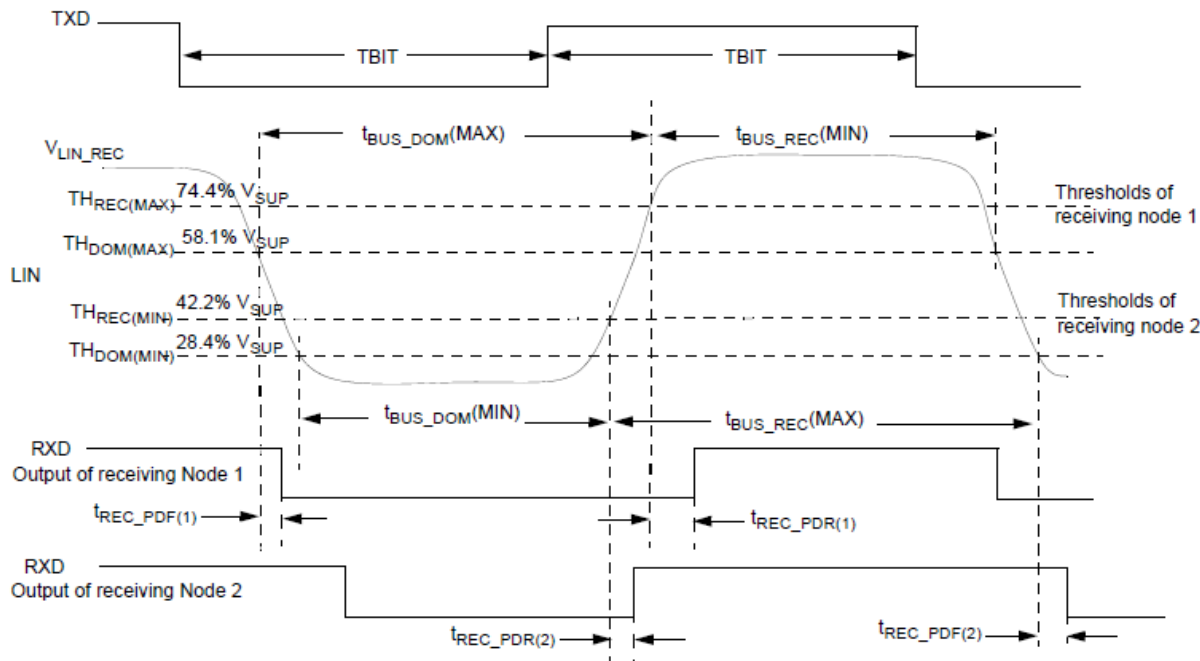 TXD
TBIT TBIT
tBUS_DOM(MAX) tBUS_REC(MIN)
VLIN_REC
THREC(MAX) 74.4% VSUP
Thresholds of
receiving node 1
THDOM(MAX) 58.1% VSUP
LIN
THREC(MIN) 42.2% VSUP
Thresholds of
receiving node 2
THDOM(MIN) 28.4% VSUP
tBUS_DOM(MIN) tBUS_REC(MAX)
RXD
Output of receiving Node 1
tREC_PDF(1) tREC_PDR(1)
RXD
Output of receiving Node 2
tREC_PDR(2) tREC_PDF(2)